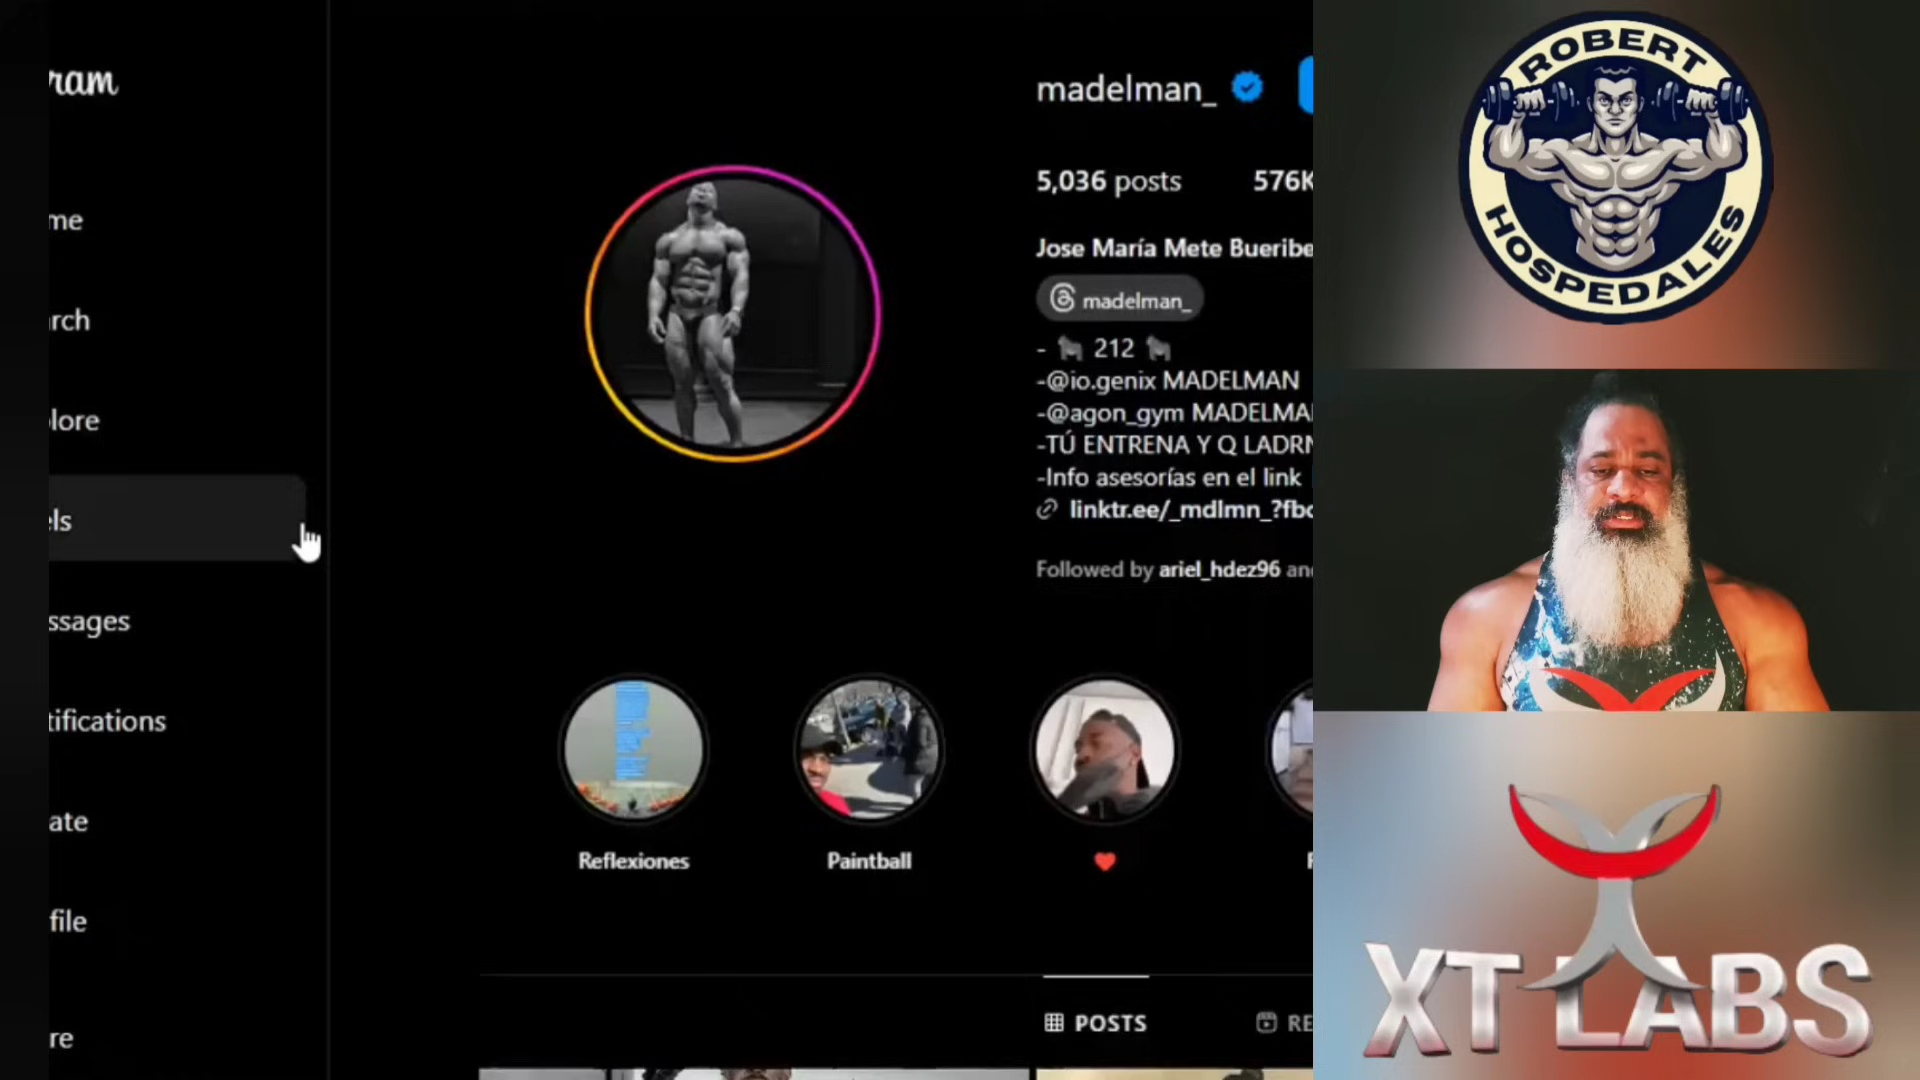 ram
me
rch
lore
els
ssages
tifications
ate
file
re
madelman_
5,036 posts 576K
Jose María Mete Bueribe
madelman_
- 🦍 212 🦍
-@io.genix MADELMAN
-@agon_gym MADELMA
-TÚ ENTRENA Y Q LADR
-Info asesorías en el link
linktr.ee/_mdlmn_?fb
Followed by ariel_hdez96 an
Reflexiones
Paintball
❤
POSTS
RE
ROBERT
HOSPEDALES
XT LABS